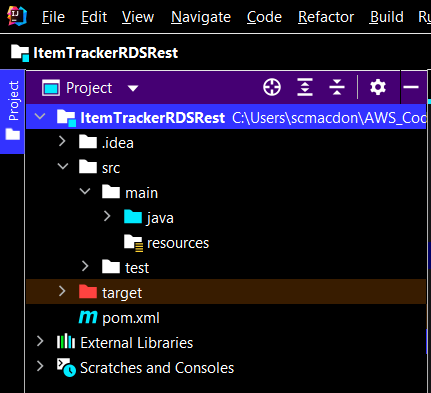 File Edit View Navigate Code Refactor Build
ItemTrackerRDSRest
Project
Project
ItemTrackerRDSRest C:\Users\scmacdon\AWS_Cod
.idea
src
main
java
resources
test
target
pom.xml
External Libraries
Scratches and Consoles